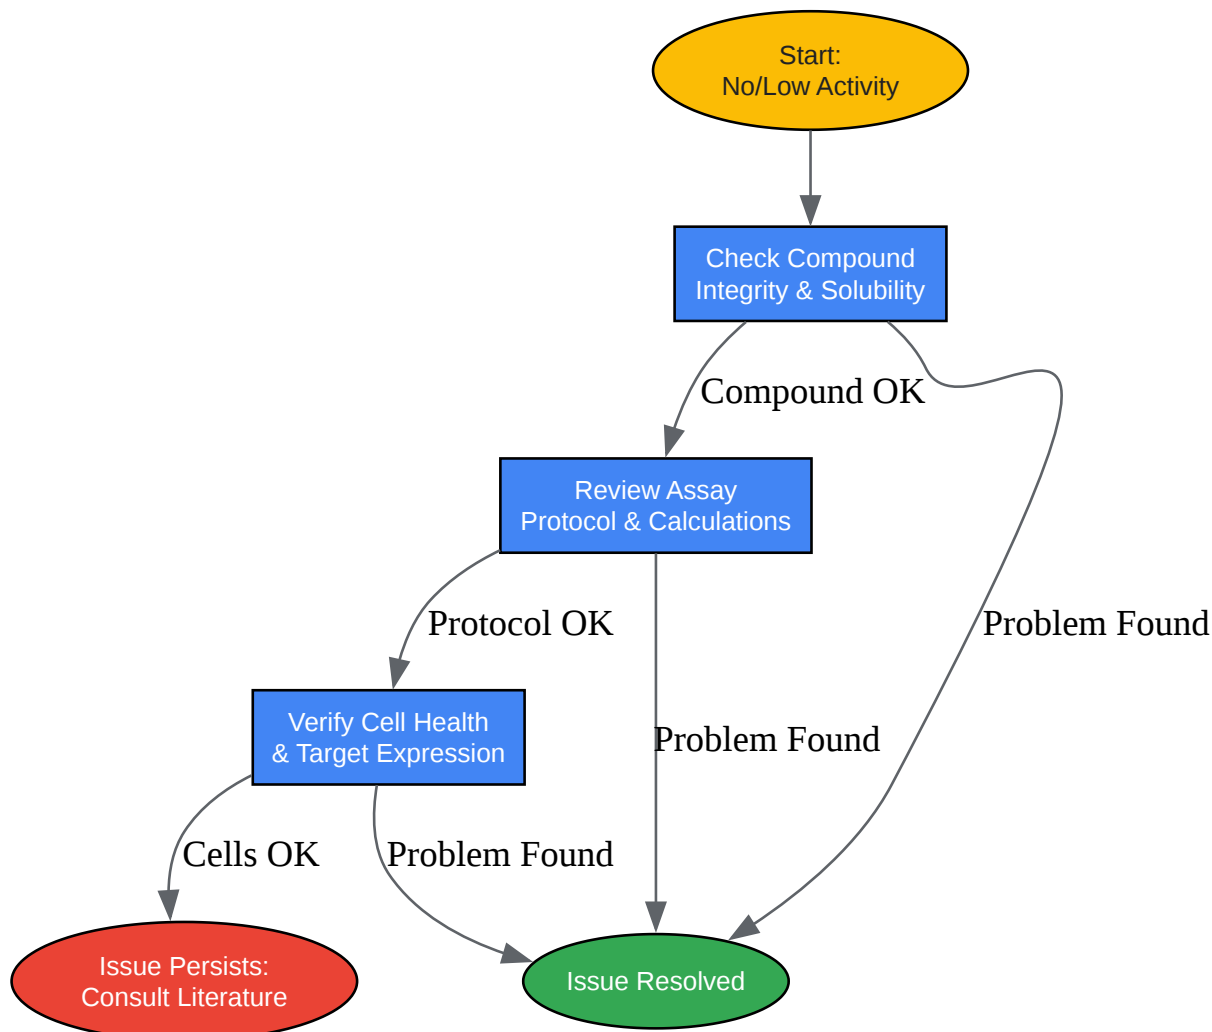 Start:
No/Low Activity
Check Compound
Integrity & Solubility
Compound OK
Review Assay
Protocol & Calculations
Protocol OK
Problem Found
Verify Cell Health
& Target Expression
Problem Found
Cells OK
Problem Found
Issue Persists:
Consult Literature
Issue Resolved